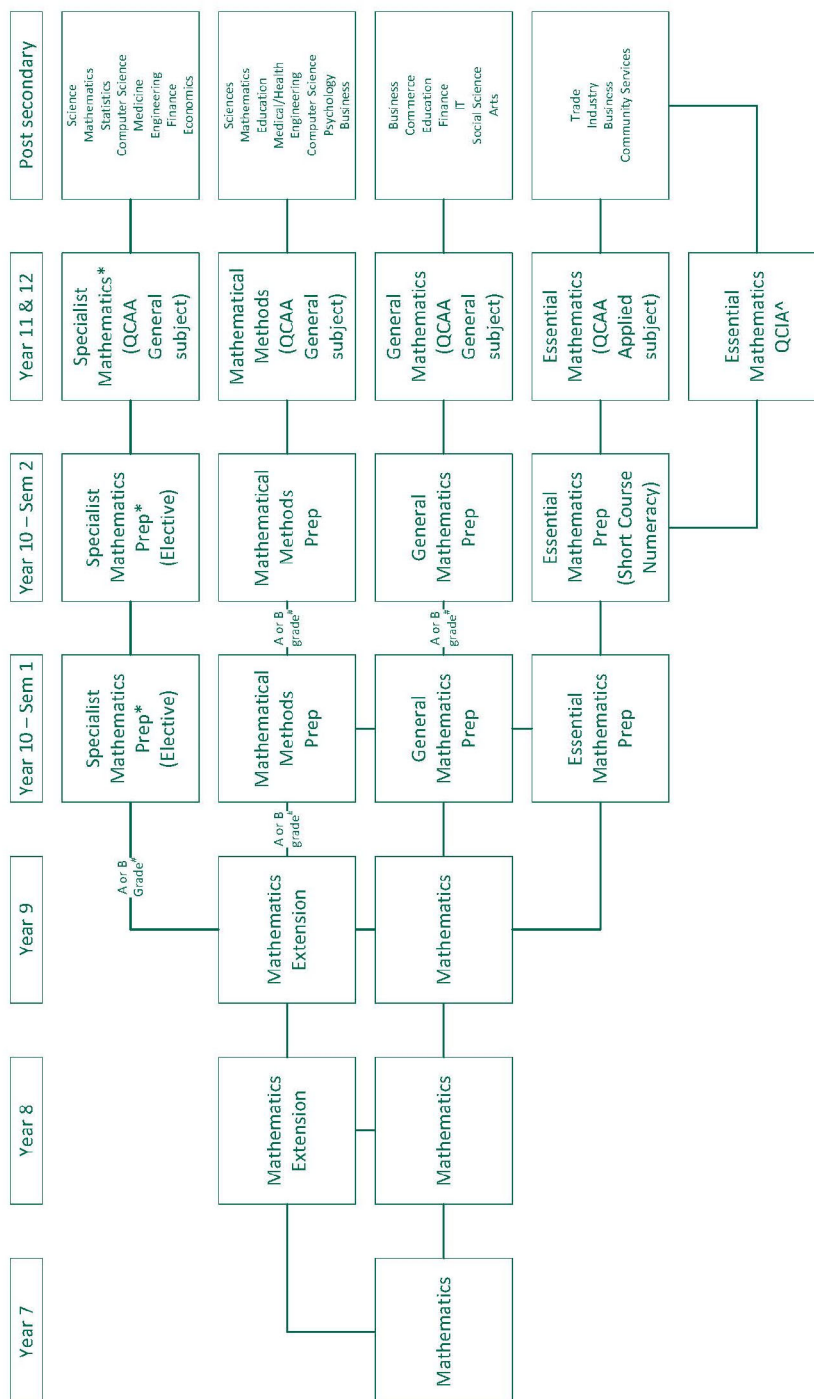 Year 7
Year 8
Year 9
Year 10 – Sem 1
Year 10 – Sem 2
Year 11 & 12
Post secondary
A or B
Grade#
Specialist
Mathematics
Prep*
(Elective)
Specialist
Mathematics
Prep*
(Elective)
Specialist
Mathematics*
(QCAA
General
subject)
Science
Mathematics
Statistics
Computer Science
Medicine
Engineering
Finance
Economics
Mathematics
Extension
Mathematics
Extension
A or B
grade#
Mathematical
Methods
Prep
A or B
grade#
Mathematical
Methods
Prep
Mathematical
Methods
(QCAA
General
subject)
Sciences
Mathematics
Education
Medical/Health
Engineering
Computer Science
Psychology
Business
Mathematics
Mathematics
Mathematics
General
Mathematics
Prep
A or B
grade#
General
Mathematics
Prep
General
Mathematics
(QCAA
General
subject)
Business
Commerce
Education
Finance
IT
Social Science
Arts
Essential
Mathematics
Prep
Essential
Mathematics
Prep
(Short Course
Numeracy)
Essential
Mathematics
(QCAA
Applied
subject)
Trade
Industry
Business
Community Services
Essential
Mathematics
QCIA^